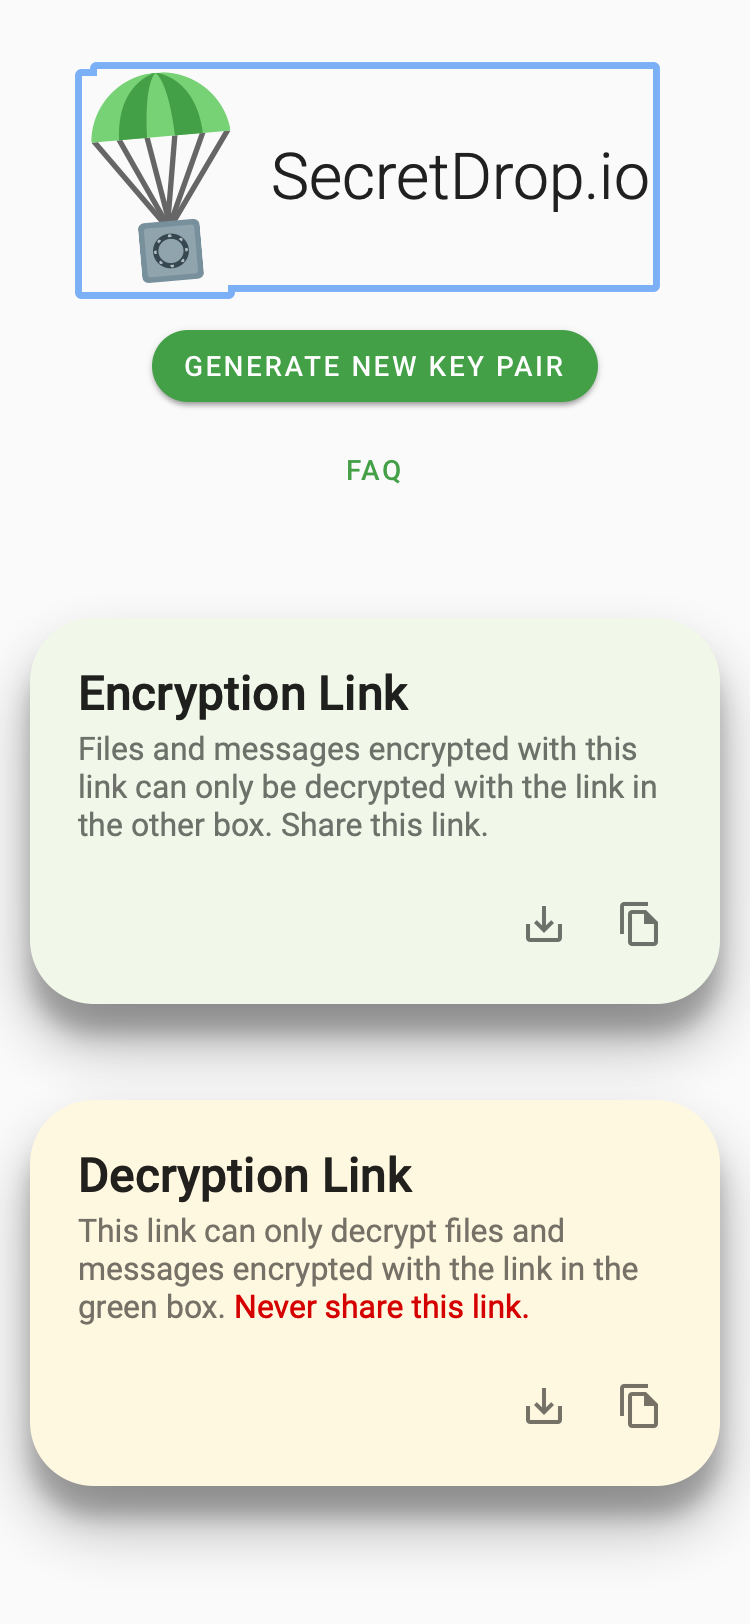 SecretDrop.io
GENERATE NEW KEY PAIR
FAQ
Encryption Link
Files and messages encrypted with this
link can only be decrypted with the link in
the other box. Share this link.
Decryption Link
This link can only decrypt files and
messages encrypted with the link in the
green box. Never share this link.